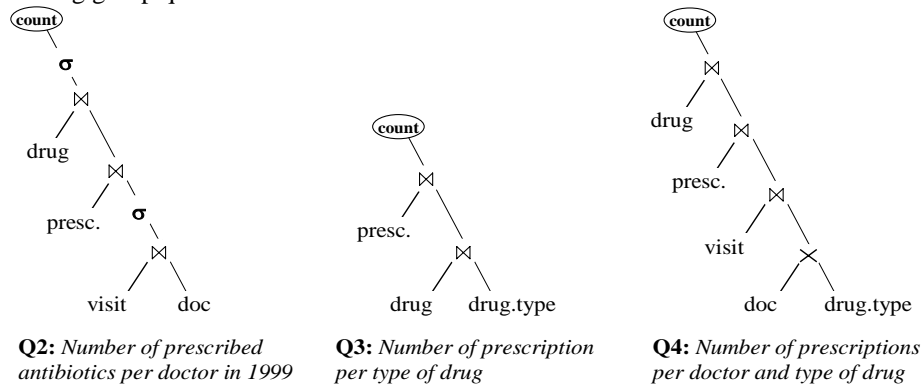 count
σ
drug
presc.
σ
visit doc
Q2: Number of prescribed
antibiotics per doctor in 1999
count
presc.
drug drug.type
Q3: Number of prescription
per type of drug
count
drug
presc.
visit
doc drug.type
Q4: Number of prescriptions
per doctor and type of drug